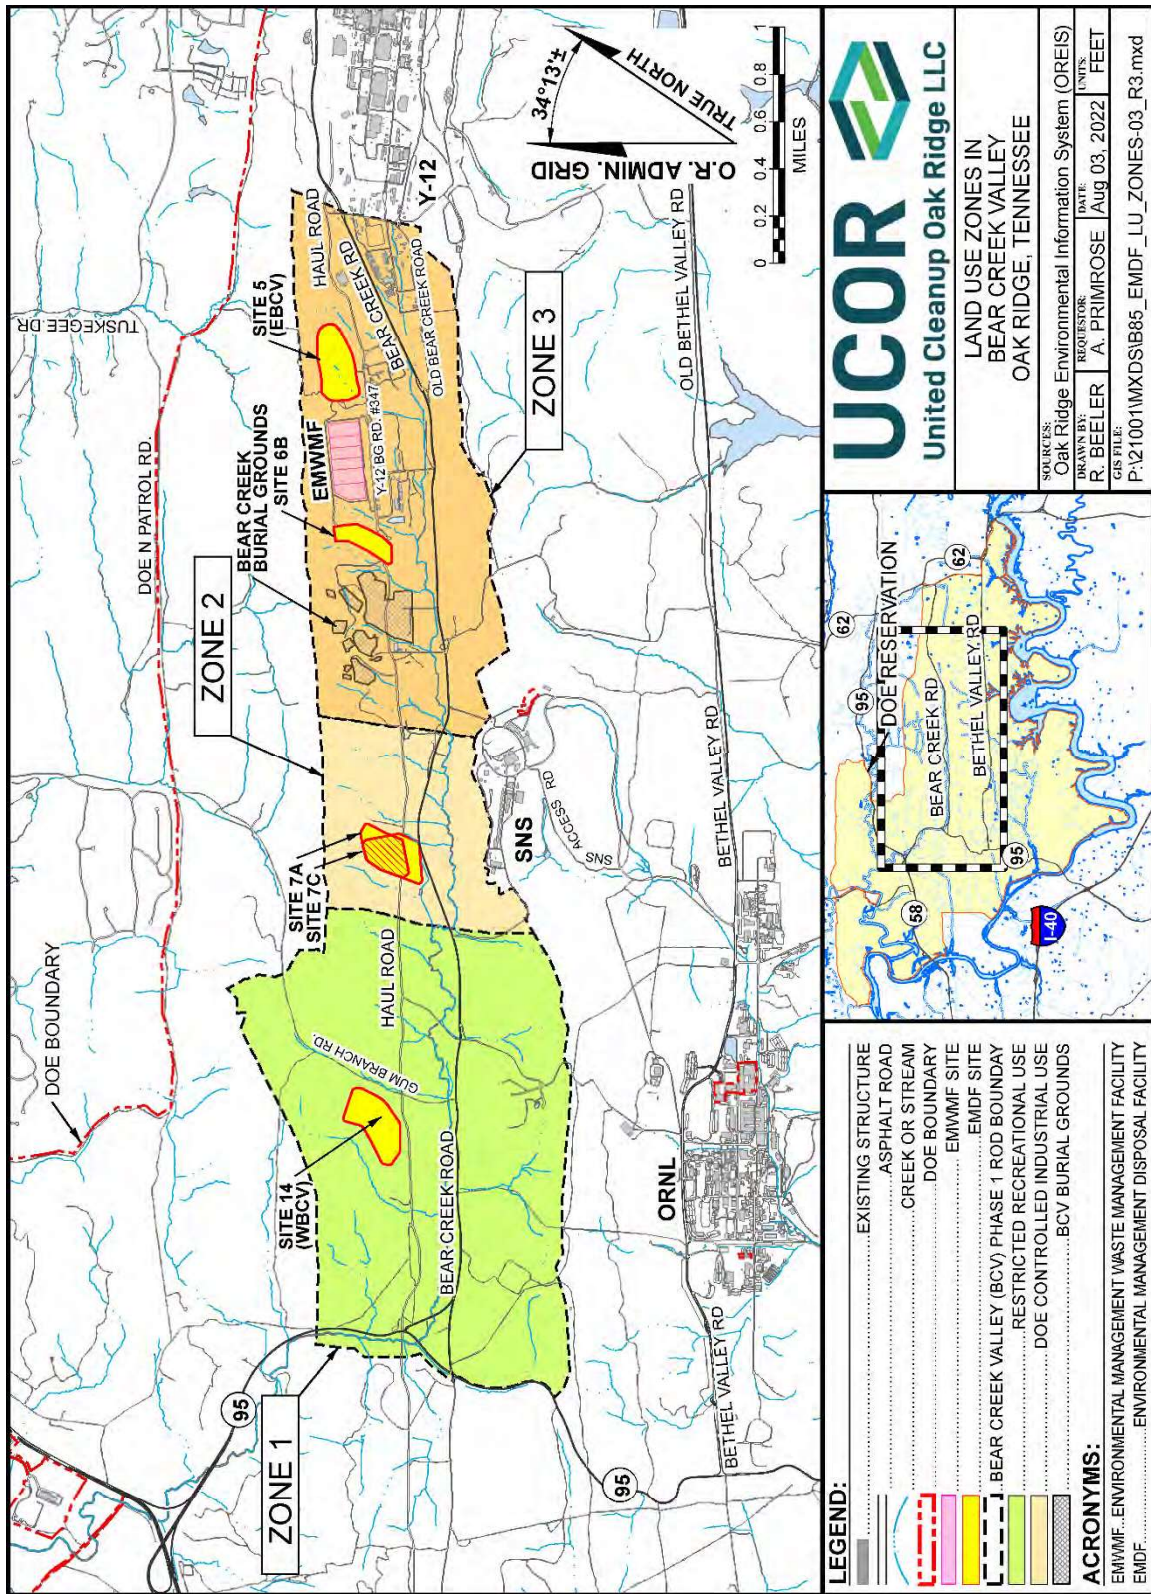 DOE BOUNDARY
DOE N PATROL RD.
TUSKEGEE DR
95
ZONE 1
ZONE 2
ZONE 3
SITE 14
(WBCV)
GUM BRANCH RD.
HAUL ROAD
BEAR CREEK ROAD
SITE 7A
SITE 7C
BEAR CREEK
BURIAL GROUNDS
SITE 6B
EMWMF
Y-12 BG RD. #347
SITE 5
(EBCV)
HAUL ROAD
BEAR CREEK RD
OLD BEAR CREEK ROAD
Y-12
SNS
SNS ACCESS RD
ORNL
95
BETHEL VALLEY RD
BETHEL VALLEY RD
OLD BETHEL VALLEY RD
34°13'±
O.R. ADMIN. GRID
TRUE NORTH
0 0.2 0.4 0.6 0.8 1
MILES
LEGEND:
EXISTING STRUCTURE
ASPHALT ROAD
CREEK OR STREAM
DOE BOUNDARY
EMWMF SITE
EMDF SITE
BEAR CREEK VALLEY (BCV) PHASE 1 ROD BOUNDAY
RESTRICTED RECREATIONAL USE
DOE CONTROLLED INDUSTRIAL USE
BCV BURIAL GROUNDS
ACRONYMS:
EMWMF...ENVIRONMENTAL MANAGEMENT WASTE MANAGEMENT FACILITY
EMDF..........ENVIRONMENTAL MANAGEMENT DISPOSAL FACILITY
58
95
95
62
62
I-40
DOE RESERVATION
BEAR CREEK RD
BETHEL VALLEY RD
UCOR
United Cleanup Oak Ridge LLC
LAND USE ZONES IN
BEAR CREEK VALLEY
OAK RIDGE, TENNESSEE
SOURCES:
Oak Ridge Environmental Information System (OREIS)
DRAWN BY: REQUESTOR: DATE: UNITS:
R. BEELER A. PRIMROSE Aug 03, 2022 FEET
GIS FILE:
P:\21001\MXDS\B85_EMDF_LU_ZONES-03_R3.mxd